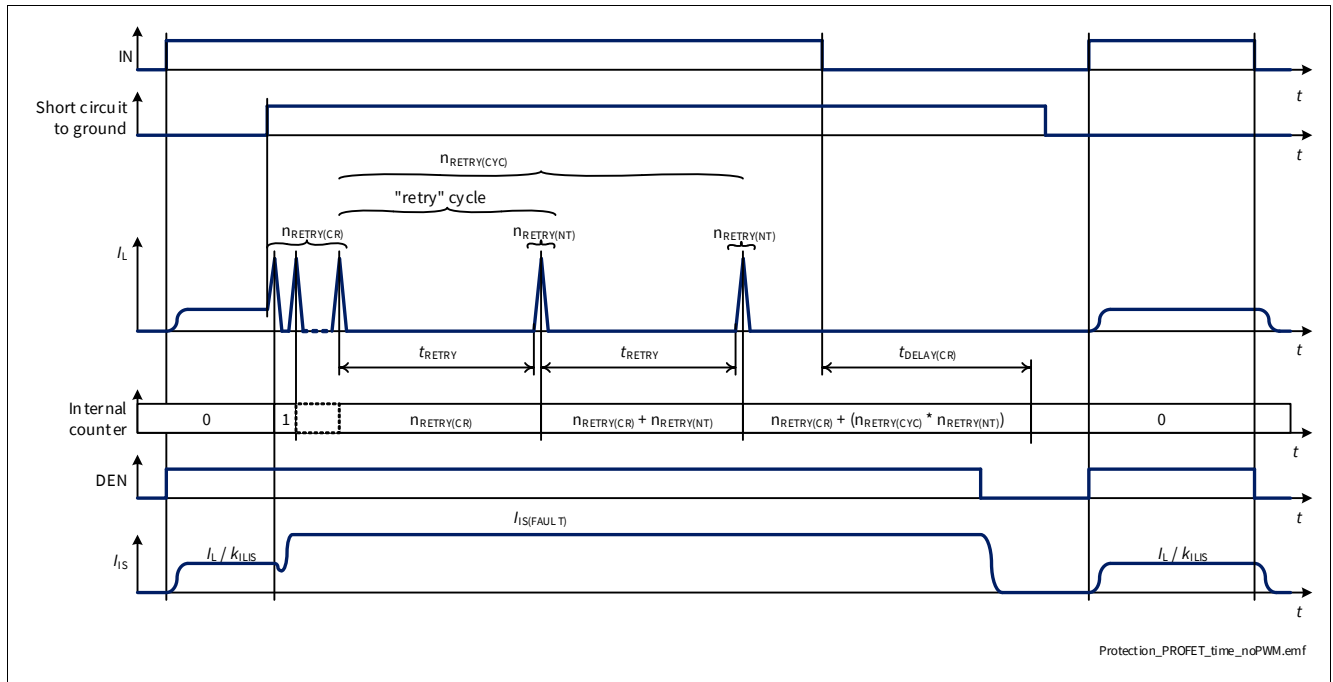 IN
t
Short circuit
to ground
t
nRETRY(CYC)
"retry" cycle
nRETRY(CR)
nRETRY(NT)
nRETRY(NT)
IL
t
tRETRY
tRETRY
tDELAY(CR)
Internal
counter
0
1
nRETRY(CR)
nRETRY(CR) + nRETRY(NT)
nRETRY(CR) + (nRETRY(CYC) * nRETRY(NT))
0
t
DEN
t
IIS(FAULT)
IIS
IL / kILIS
IL / kILIS
t
Protection_PROFET_time_noPWM.emf